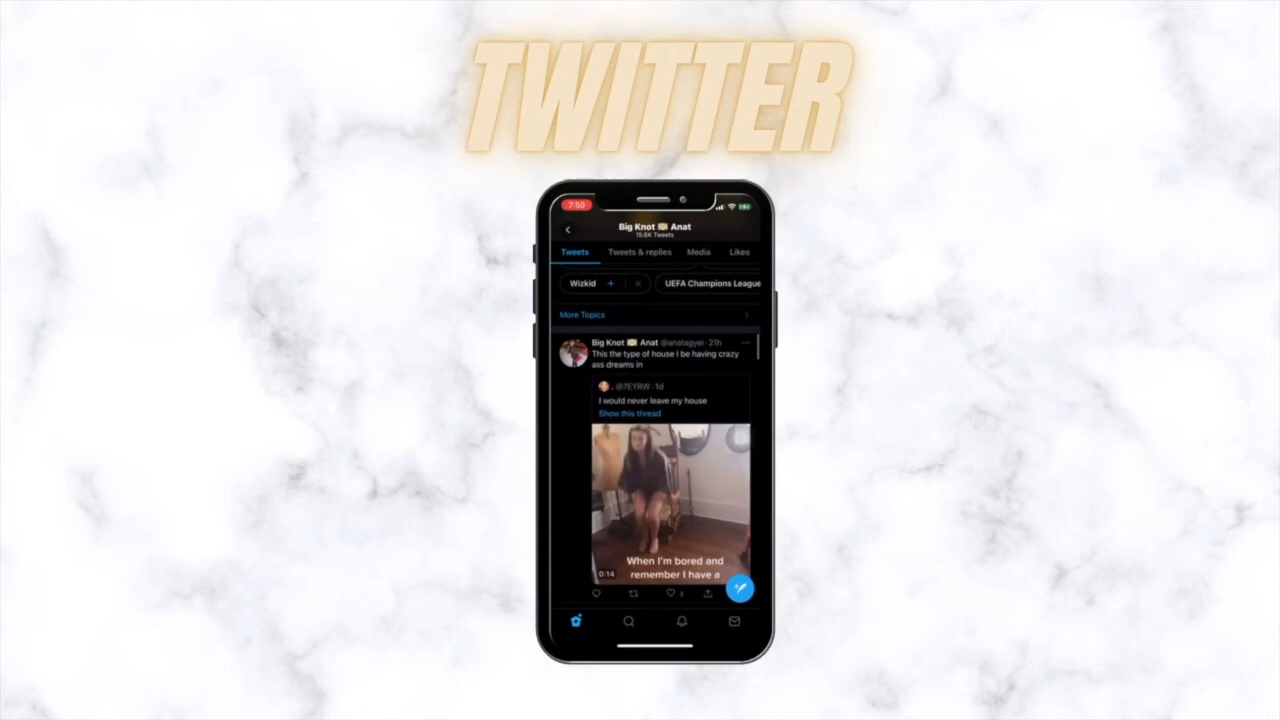 TWITTER
7:50
Big Knot Anat
15.6K Tweets
Tweets Tweets & replies Media Likes
Wizkid + × UEFA Champions League
More Topics
Big Knot Anat @anatagyei · 21h
This the type of house I be having crazy
ass dreams in
. @7EYRW · 1d
I would never leave my house
Show this thread
When I'm bored and
0:14 remember I have a
3